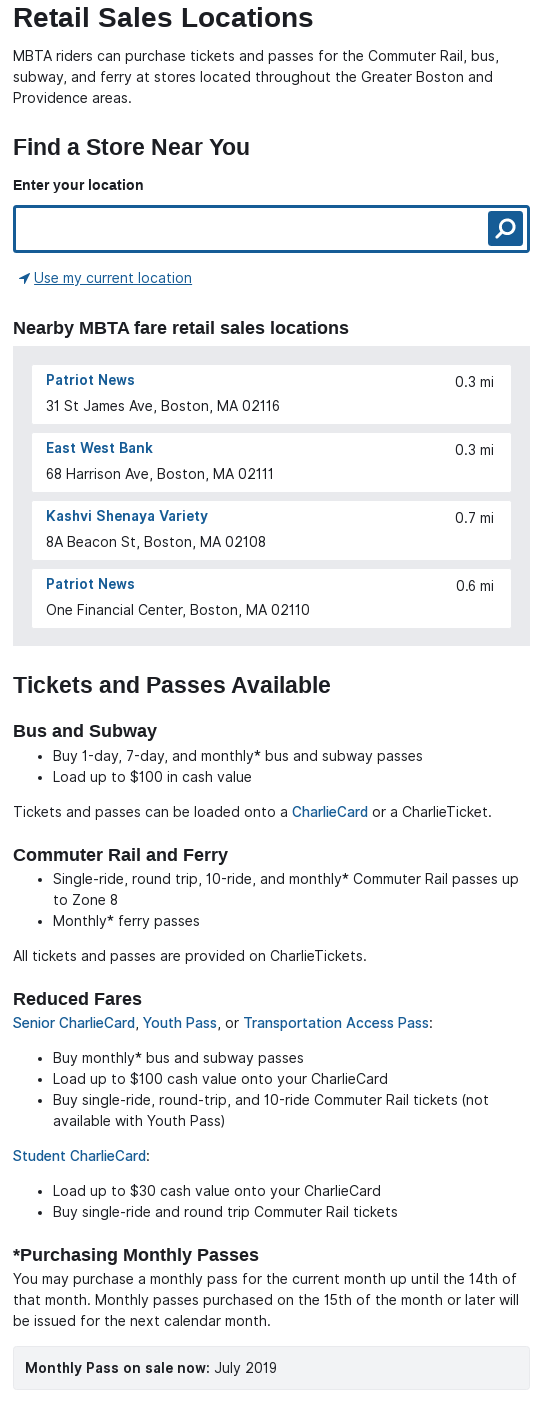 Retail Sales Locations
MBTA riders can purchase tickets and passes for the Commuter Rail, bus,
subway, and ferry at stores located throughout the Greater Boston and
Providence areas.
Find a Store Near You
Enter your location
Use my current location
Nearby MBTA fare retail sales locations
Patriot News 0.3 mi
31 St James Ave, Boston, MA 02116
East West Bank 0.3 mi
68 Harrison Ave, Boston, MA 02111
Kashvi Shenaya Variety 0.7 mi
8A Beacon St, Boston, MA 02108
Patriot News 0.6 mi
One Financial Center, Boston, MA 02110
Tickets and Passes Available
Bus and Subway
• Buy 1-day, 7-day, and monthly* bus and subway passes
• Load up to $100 in cash value
Tickets and passes can be loaded onto a CharlieCard or a CharlieTicket.
Commuter Rail and Ferry
• Single-ride, round trip, 10-ride, and monthly* Commuter Rail passes up
to Zone 8
• Monthly* ferry passes
All tickets and passes are provided on CharlieTickets.
Reduced Fares
Senior CharlieCard, Youth Pass, or Transportation Access Pass:
• Buy monthly* bus and subway passes
• Load up to $100 cash value onto your CharlieCard
• Buy single-ride, round-trip, and 10-ride Commuter Rail tickets (not
available with Youth Pass)
Student CharlieCard:
• Load up to $30 cash value onto your CharlieCard
• Buy single-ride and round trip Commuter Rail tickets
*Purchasing Monthly Passes
You may purchase a monthly pass for the current month up until the 14th of
that month. Monthly passes purchased on the 15th of the month or later will
be issued for the next calendar month.
Monthly Pass on sale now: July 2019